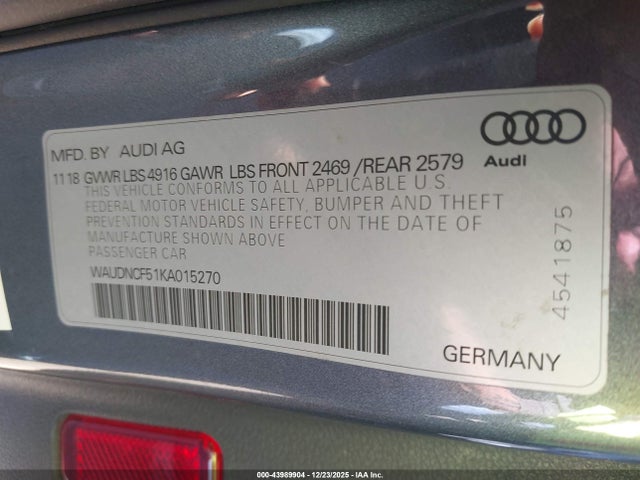 MFD. BY AUDI AG
11 18 GVWR LBS 4916 GAWR LBS FRONT 2469 /REAR 2579
Audi
THIS VEHICLE CONFORMS TO ALL APPLICABLE U.S.
FEDERAL MOTOR VEHICLE SAFETY, BUMPER AND THEFT
PREVENTION STANDARDS IN EFFECT ON THE DATE OF
MANUFACTURE SHOWN ABOVE
PASSENGER CAR
WAUDNCF51KA015270
4541875
GERMANY
000-43989904 - 12/23/2025 - IAA Inc.